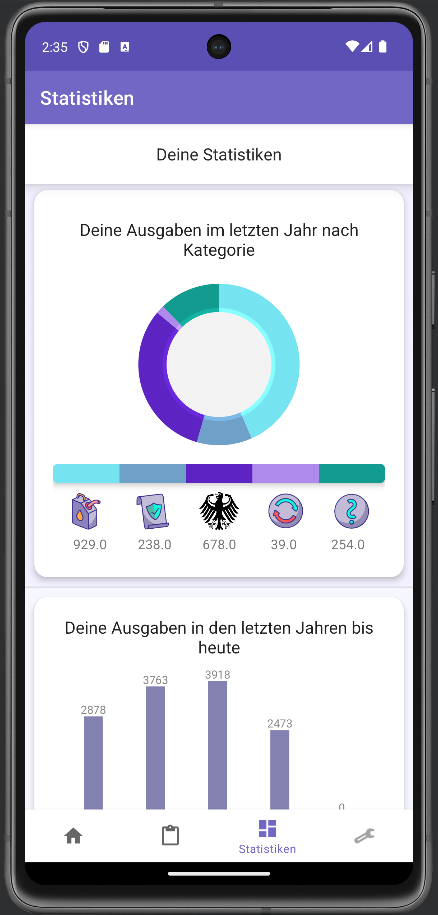 2:35
Statistiken
Deine Statistiken
Deine Ausgaben im letzten Jahr nach
Kategorie
929.0 238.0 678.0 39.0 254.0
Deine Ausgaben in den letzten Jahren bis
heute
3918
3763
2878
2473
0
Statistiken